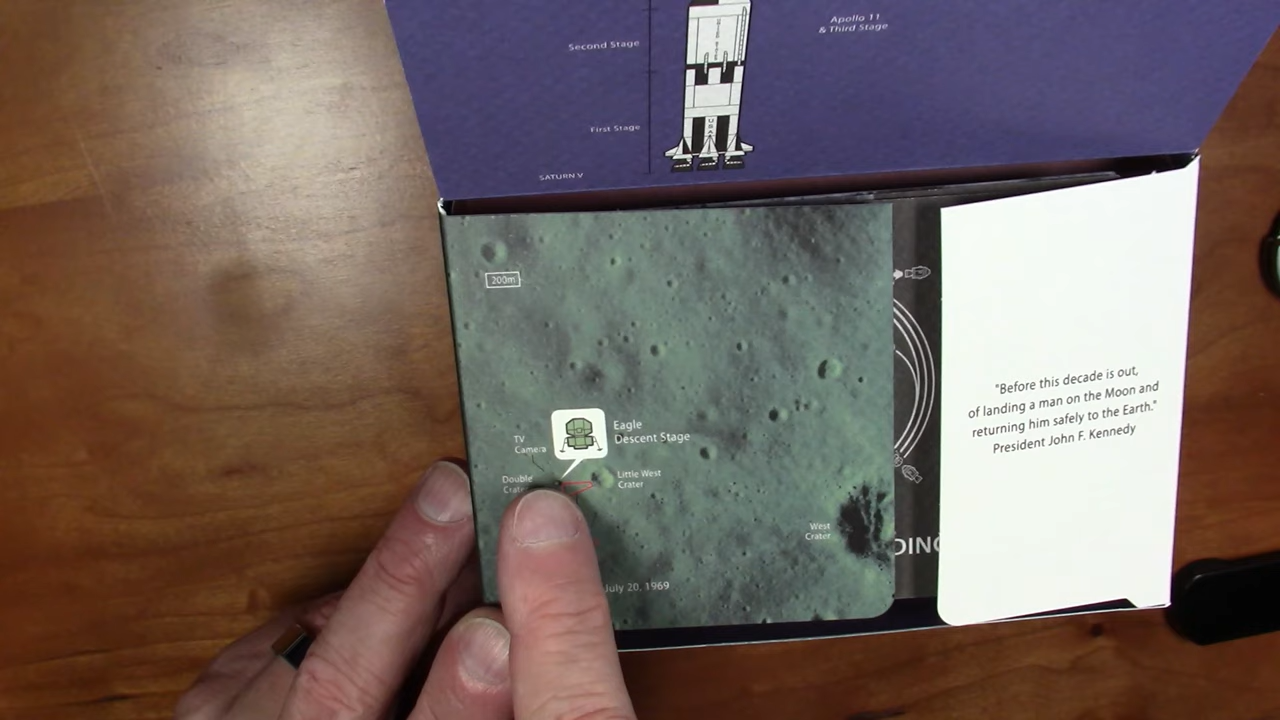 Second Stage
Apollo 11
& Third Stage
First Stage
USA
SATURN V
200m
TV
Camera
Eagle
Descent Stage
Double
Little West
Crater
West
Crater
July 20, 1969
"Before this decade is out,
of landing a man on the Moon and
returning him safely to the Earth."
President John F. Kennedy